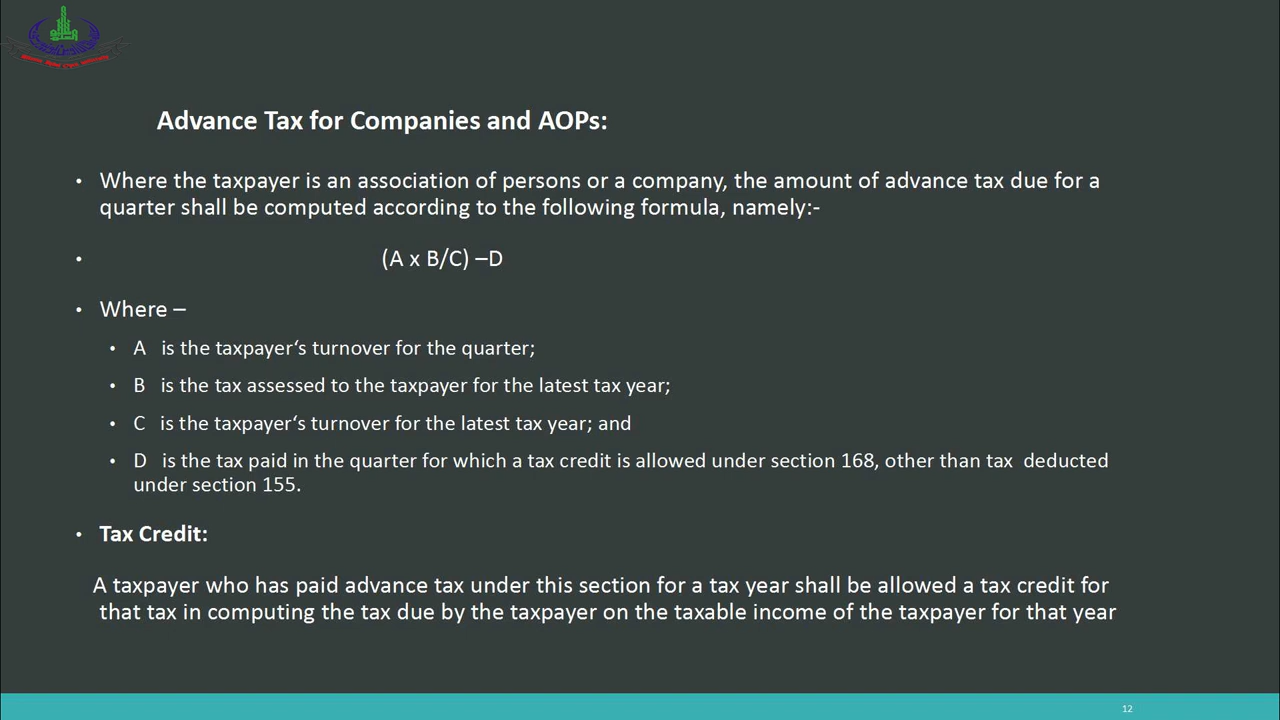 Advance Tax for Companies and AOPs:
• Where the taxpayer is an association of persons or a company, the amount of advance tax due for a
quarter shall be computed according to the following formula, namely:-
• (A x B/C) –D
• Where –
• A is the taxpayer‘s turnover for the quarter;
• B is the tax assessed to the taxpayer for the latest tax year;
• C is the taxpayer‘s turnover for the latest tax year; and
• D is the tax paid in the quarter for which a tax credit is allowed under section 168, other than tax deducted
under section 155.
• Tax Credit:
A taxpayer who has paid advance tax under this section for a tax year shall be allowed a tax credit for
that tax in computing the tax due by the taxpayer on the taxable income of the taxpayer for that year
12